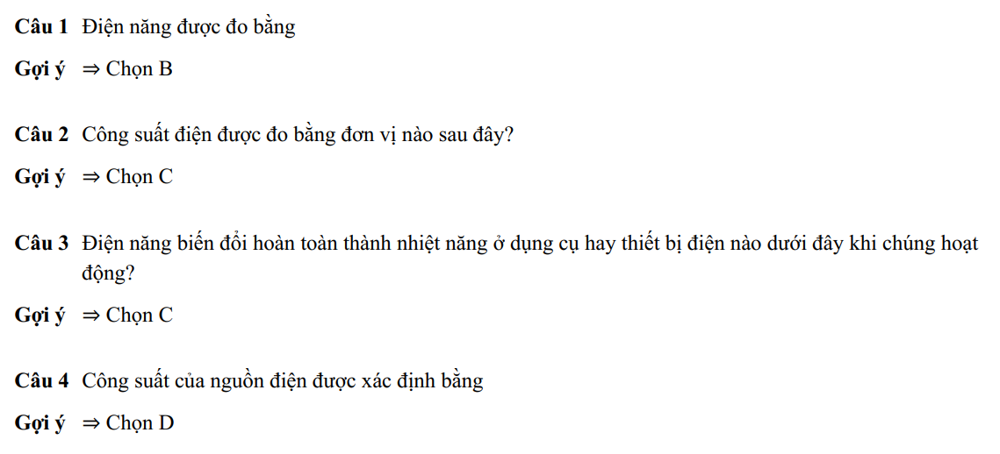 Câu 1 Điện năng được đo bằng
Gợi ý ⇒ Chọn B
Câu 2 Công suất điện được đo bằng đơn vị nào sau đây?
Gợi ý ⇒ Chọn C
Câu 3 Điện năng biến đổi hoàn toàn thành nhiệt năng ở dụng cụ hay thiết bị điện nào dưới đây khi chúng hoạt
động?
Gợi ý ⇒ Chọn C
Câu 4 Công suất của nguồn điện được xác định bằng
Gợi ý ⇒ Chọn D